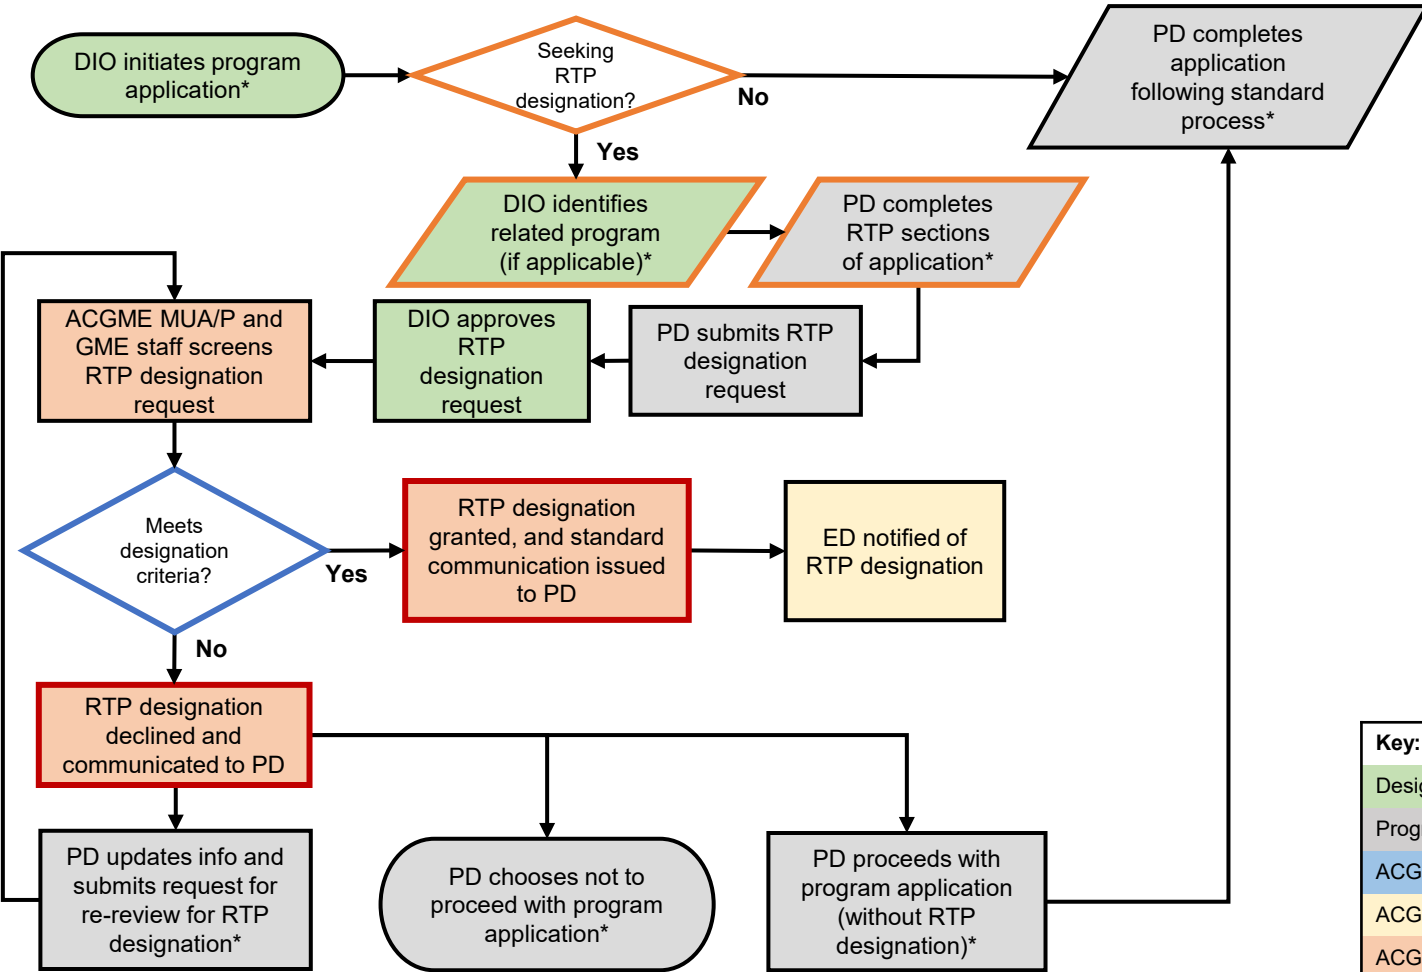 DIO initiates program
application*
Seeking
RTP
designation?
No
Yes
PD completes
application
following standard
process*
DIO identifies
related program
(if applicable)*
PD completes
RTP sections
of application*
ACGME MUA/P and
GME staff screens
RTP designation
request
DIO approves
RTP
designation
request
PD submits RTP
designation
request
Meets
designation
criteria?
Yes
No
RTP designation
granted, and standard
communication issued
to PD
ED notified of
RTP designation
RTP designation
declined and
communicated to PD
PD updates info and
submits request for
re-review for RTP
designation*
PD chooses not to
proceed with program
application*
PD proceeds with
program application
(without RTP
designation)*
Key: